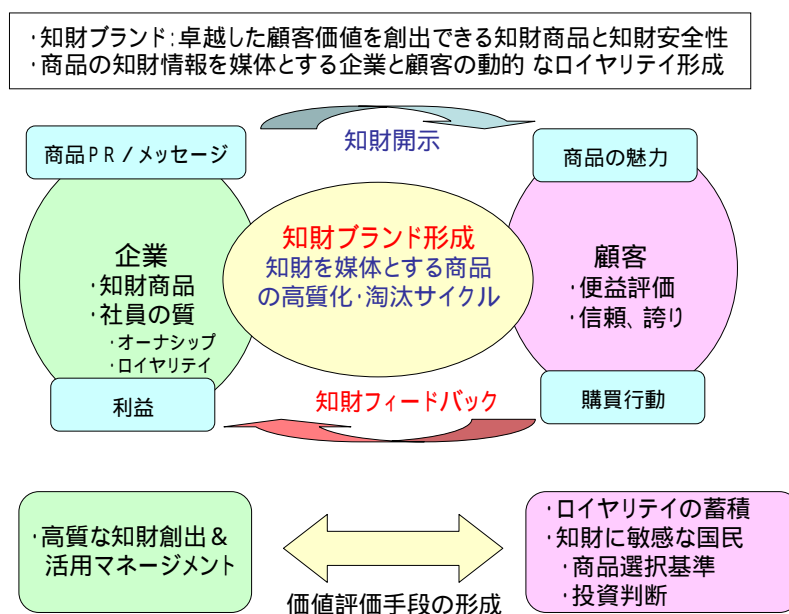 ・知財ブランド:卓越した顧客価値を創出できる知財商品と知財安全性
・商品の知財情報を媒体とする企業と顧客の動的 なロイヤリテイ形成
知財開示
商品PR/メッセージ
商品の魅力
知財ブランド形成
知財を媒体とする商品
の高質化・淘汰サイクル
企業
・知財商品
・社員の質
・オーナシップ
・ロイヤリテイ
顧客
・便益評価
・信頼、誇り
利益
知財フィードバック
購買行動
・高質な知財創出&
活用マネージメント
価値評価手段の形成
・ロイヤリテイの蓄積
・知財に敏感な国民
・商品選択基準
・投資判断